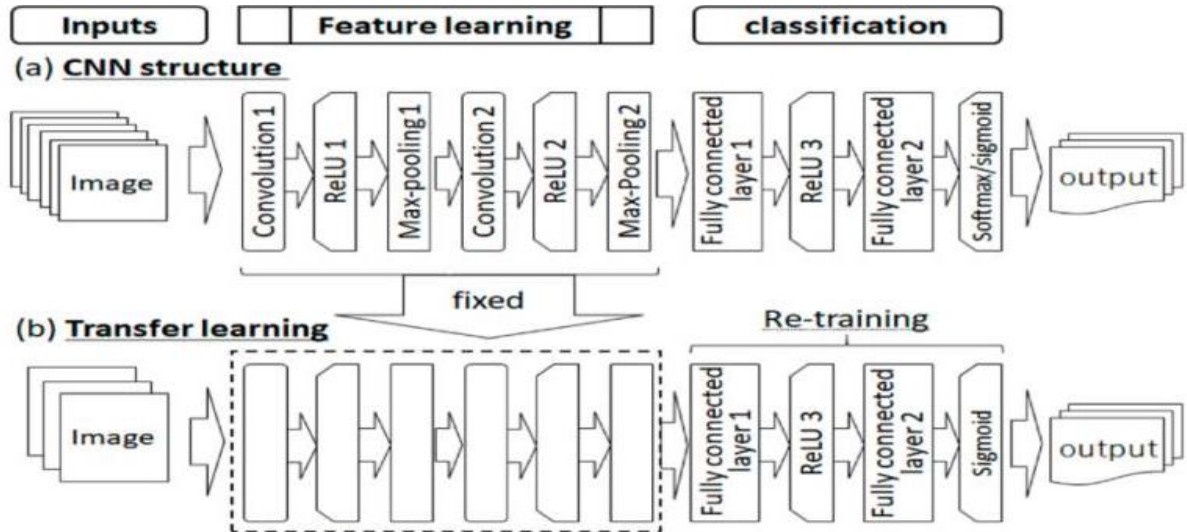 Inputs
Feature learning
classification
(a) CNN structure
Image
Convolution 1
ReLU 1
Max-pooling 1
Convolution 2
ReLU 2
Max-Pooling 2
Fully connected
layer 1
ReLU 3
Fully connected
layer 2
Softmax/sigmoid
output
fixed
(b) Transfer learning
Re-training
Image
Fully connected
layer 1
ReLU 3
Fully connected
layer 2
Sigmoid
output